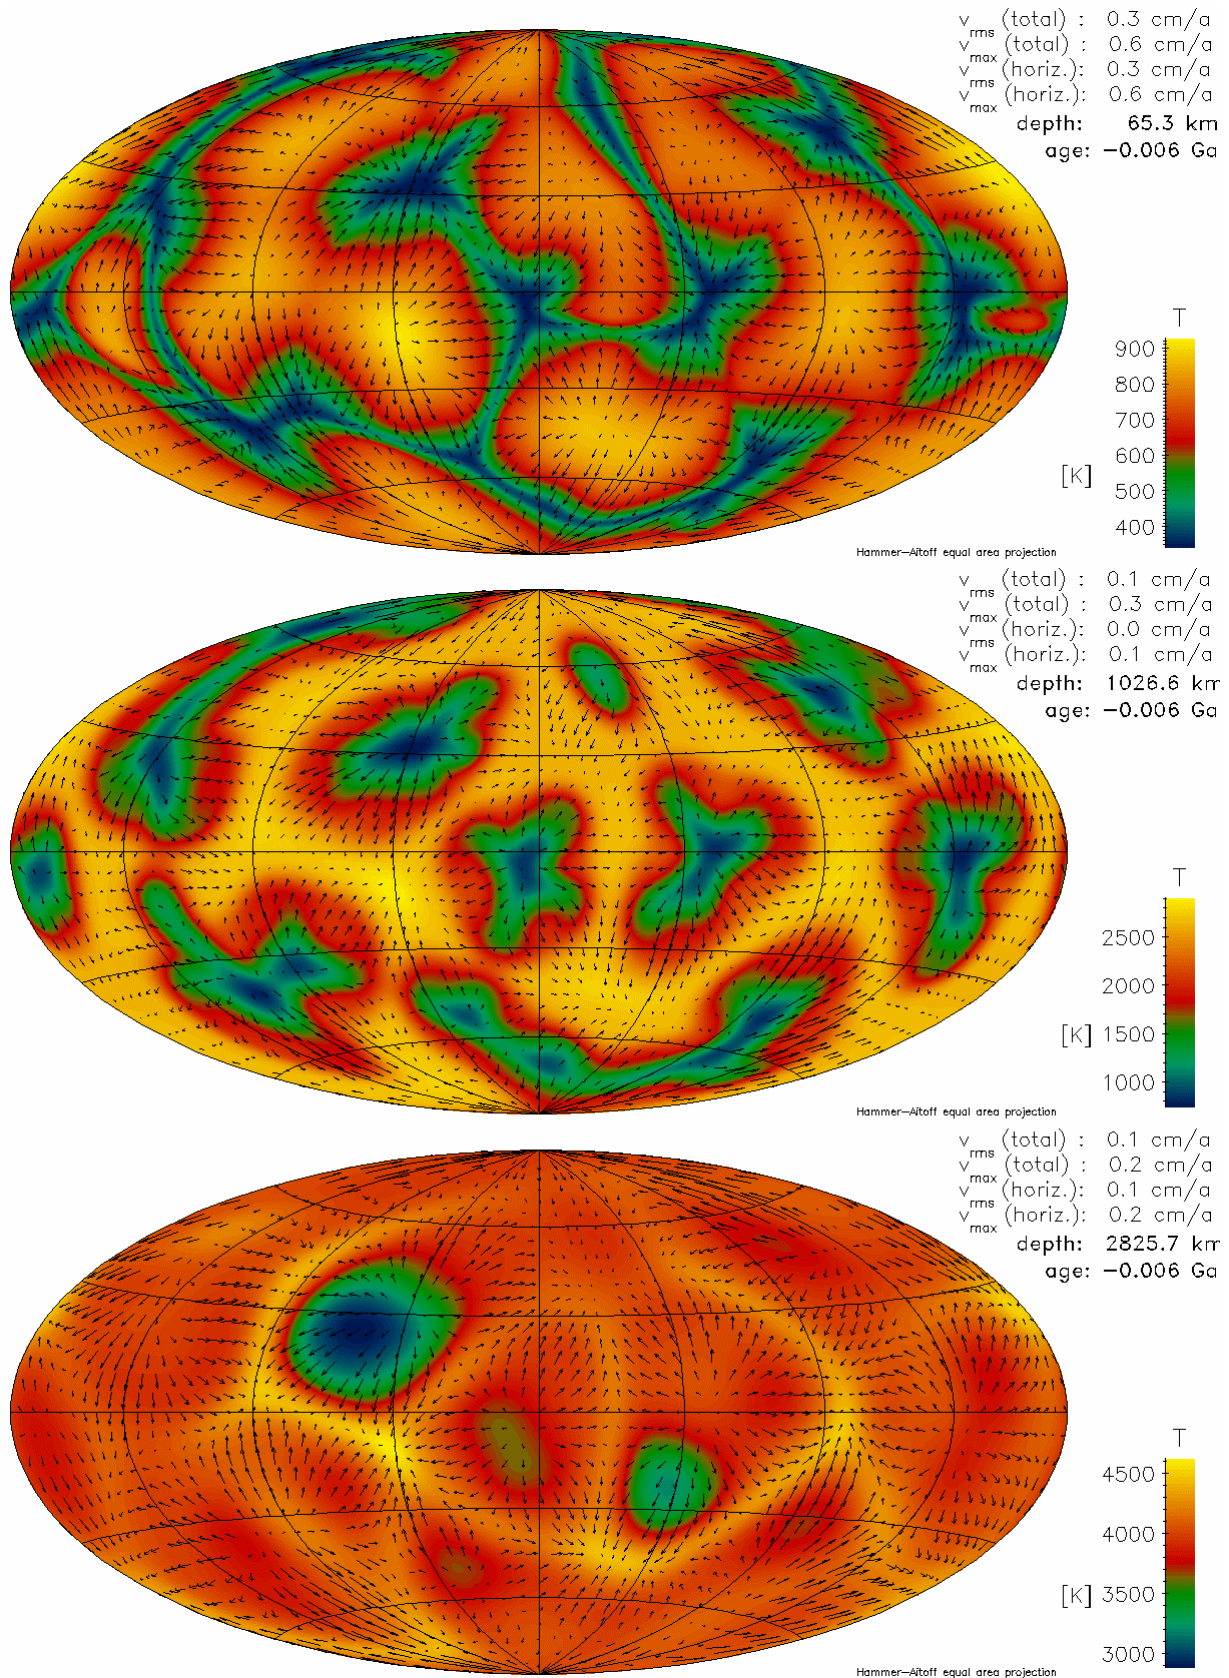 v_rms (total) : 0.3 cm/a
v_max (total) : 0.6 cm/a
v_rms (horiz.): 0.3 cm/a
v_max (horiz.): 0.6 cm/a
depth: 65.3 km
age: −0.006 Ga
T
900
800
700
600
[K]
500
400
Hammer−Aïtoff equal area projection
v_rms (total) : 0.1 cm/a
v_max (total) : 0.3 cm/a
v_rms (horiz.): 0.0 cm/a
v_max (horiz.): 0.1 cm/a
depth: 1026.6 km
age: −0.006 Ga
T
2500
2000
[K]
1500
1000
Hammer−Aïtoff equal area projection
v_rms (total) : 0.1 cm/a
v_max (total) : 0.2 cm/a
v_rms (horiz.): 0.1 cm/a
v_max (horiz.): 0.2 cm/a
depth: 2825.7 km
age: −0.006 Ga
T
4500
4000
[K]
3500
3000
Hammer−Aïtoff equal area projection